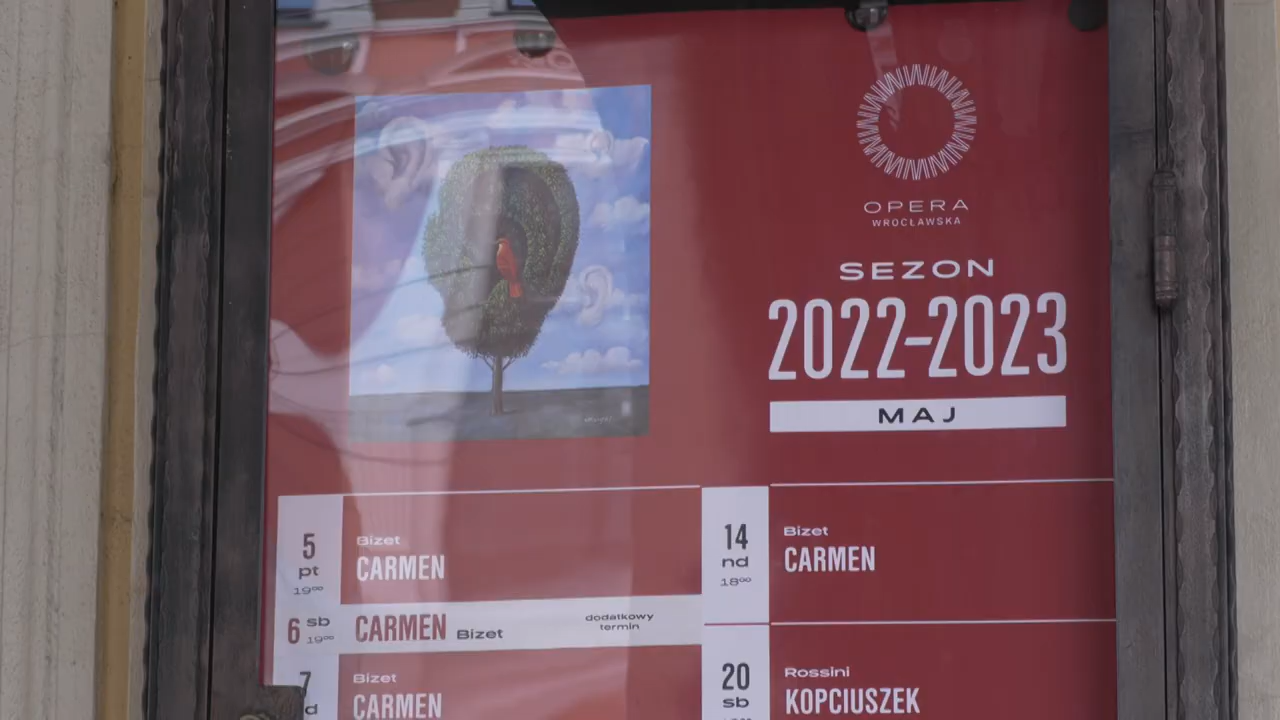 OPERA
WROCŁAWSKA
SEZON
2022–2023
MAJ
5
pt
19⁰⁰
Bizet
CARMEN
6 sb
19⁰⁰
CARMEN Bizet
dodatkowy
termin
7
Bizet
CARMEN
14
nd
18⁰⁰
Bizet
CARMEN
20
sb
Rossini
KOPCIUSZEK